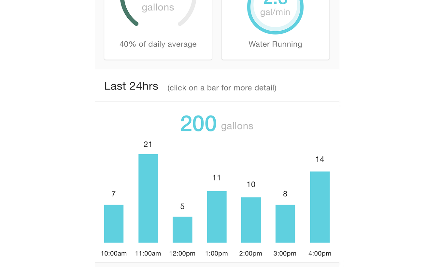 gallons
gal/min
40% of daily average
Water Running
Last 24hrs (click on a bar for more detail)
200 gallons
7
21
5
11
10
8
14
10:00am
11:00am
12:00pm
1:00pm
2:00pm
3:00pm
4:00pm